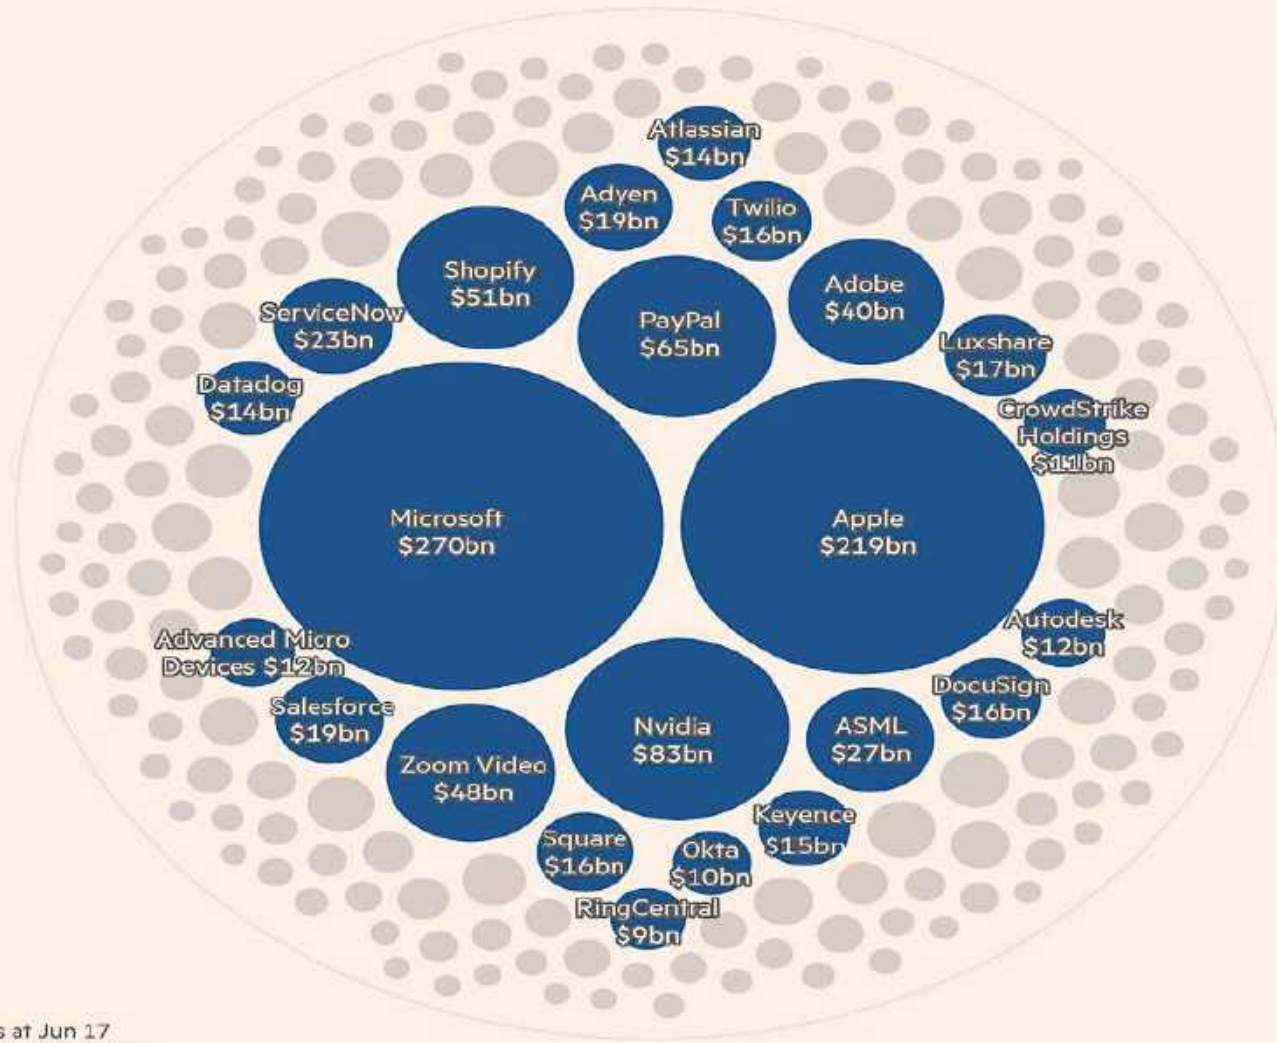 Atlassian
$14bn
Adyen
$19bn
Twilio
$16bn
Shopify
$51bn
Adobe
$40bn
ServiceNow
$23bn
PayPal
$65bn
Luxshare
$17bn
Datadog
$14bn
CrowdStrike
Holdings
$11bn
Microsoft
$270bn
Apple
$219bn
Advanced Micro
Devices $12bn
Autodesk
$12bn
Salesforce
$19bn
DocuSign
$16bn
Nvidia
$83bn
ASML
$27bn
Zoom Video
$48bn
Keyence
$15bn
Square
$16bn
Okta
$10bn
RingCentral
$9bn
at Jun 17